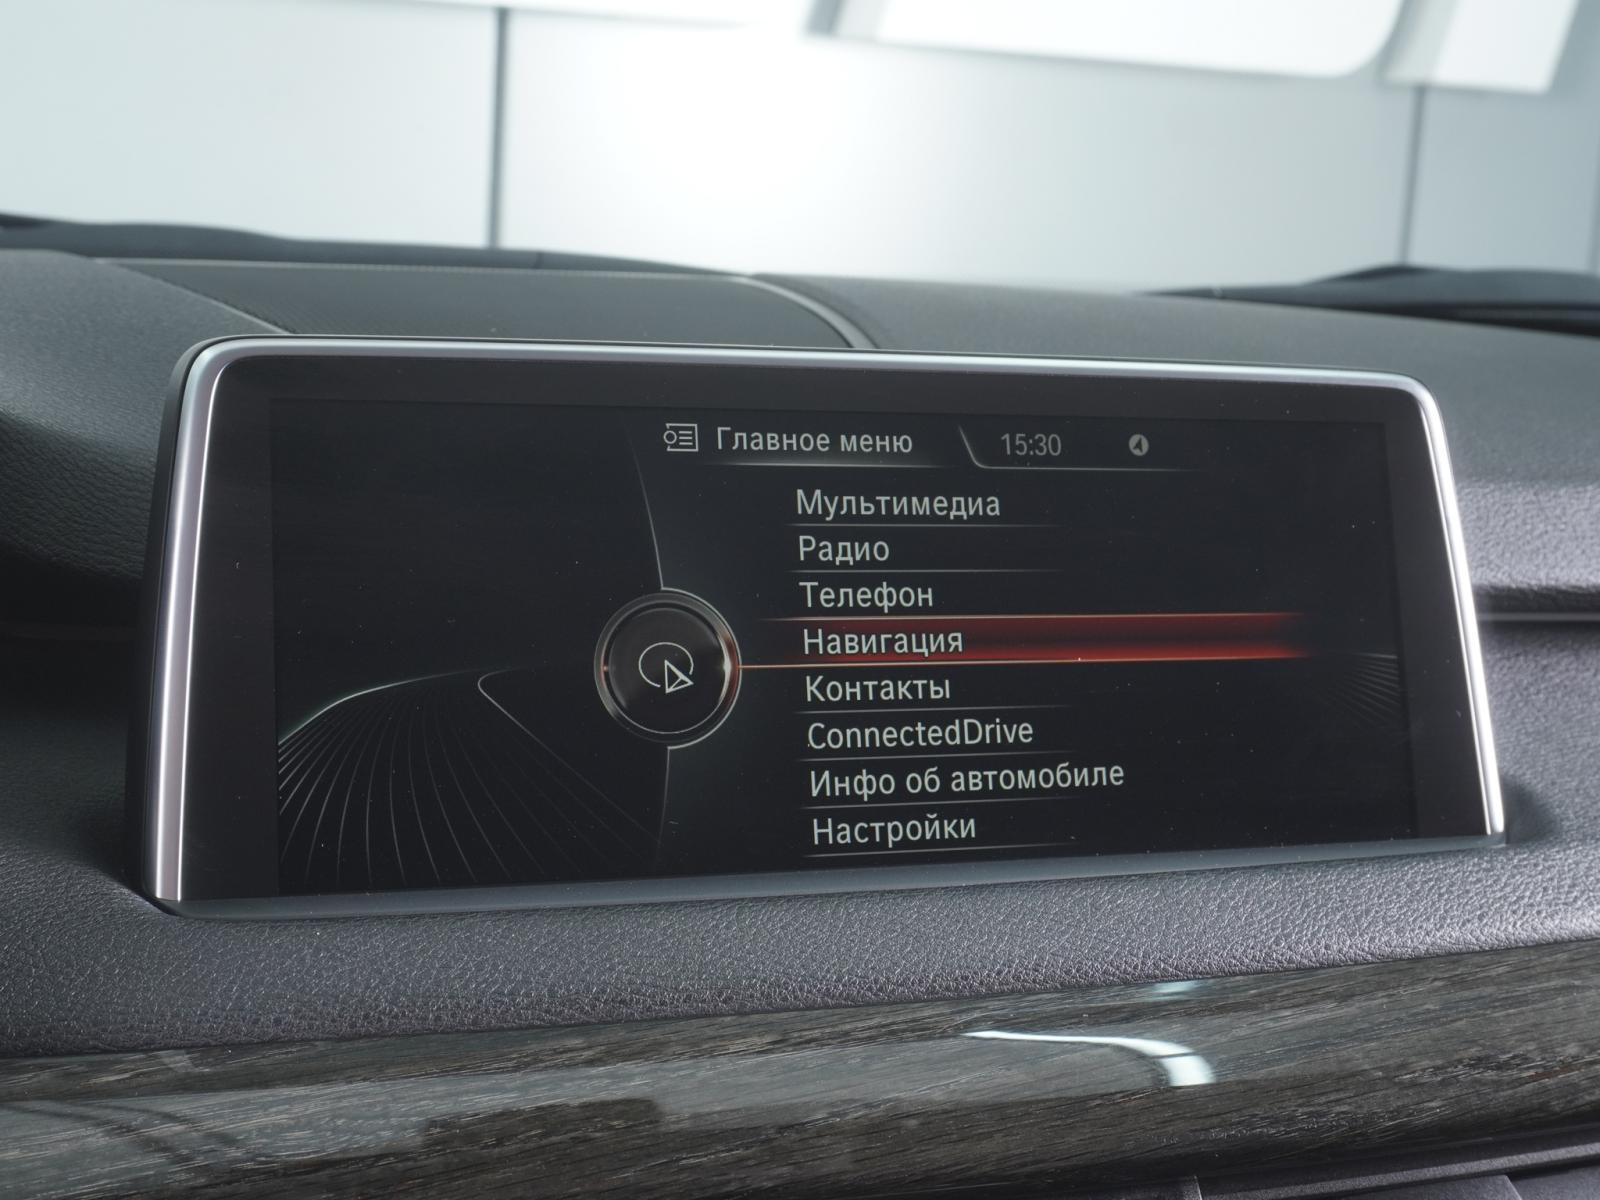 Главное меню 15:30
Мультимедиа
Радио
Телефон
Навигация
Контакты
ConnectedDrive
Инфо об автомобиле
Настройки